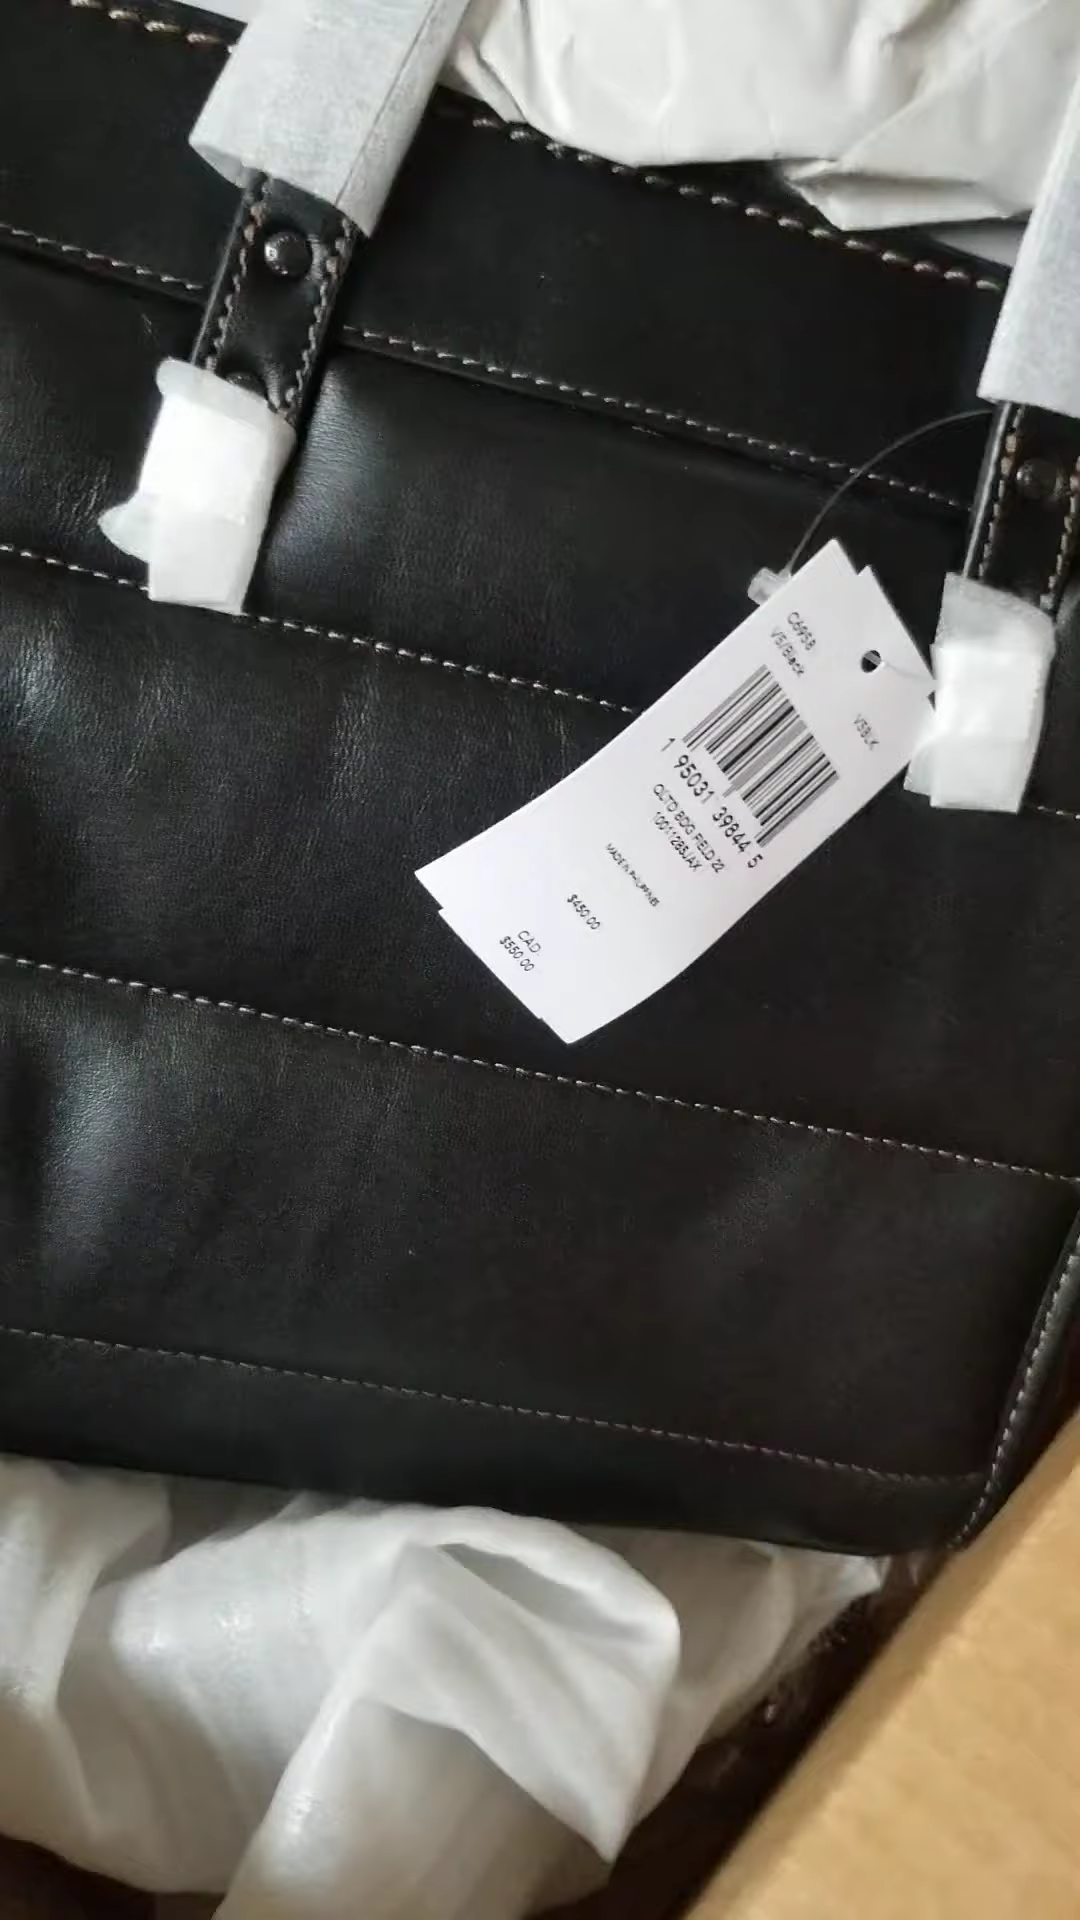 C6958
V5/Black
V5BLK
1 95031 39844 5
QLTD BDG FIELD 22
MADE IN PHILIPPINES
$450.00
CAD.
$550.00